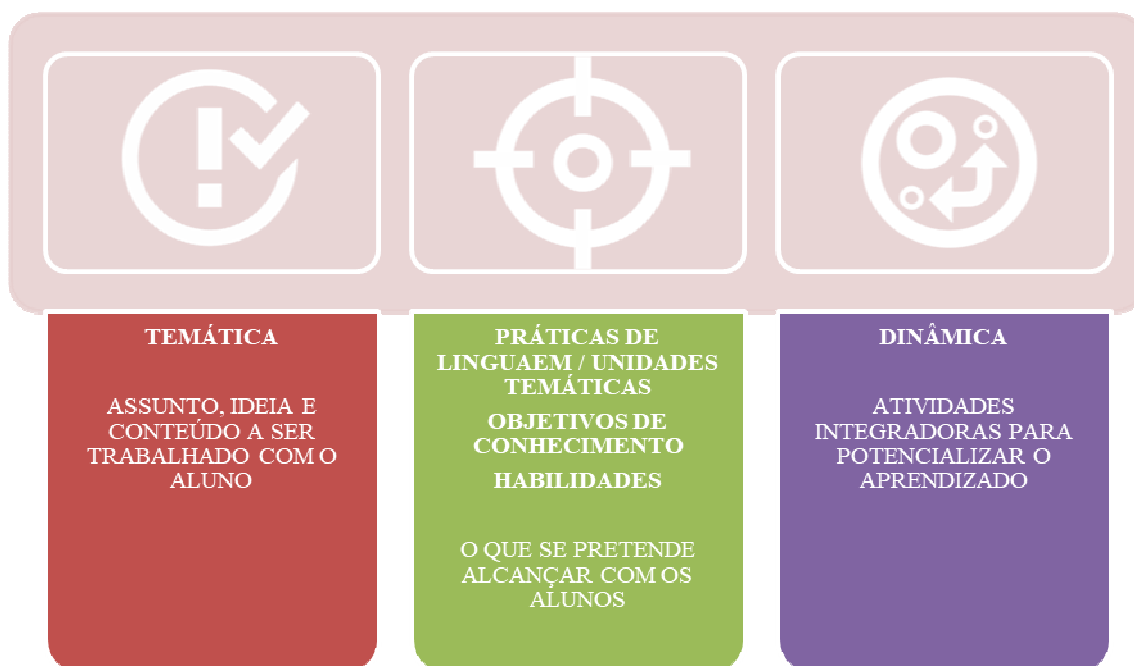 TEMÁTICA
ASSUNTO, IDEIA E
CONTEÚDO A SER
TRABALHADO COM O
ALUNO
PRÁTICAS DE
LINGUAEM / UNIDADES
TEMÁTICAS
OBJETIVOS DE
CONHECIMENTO
HABILIDADES
O QUE SE PRETENDE
ALCANÇAR COM OS
ALUNOS
DINÂMICA
ATIVIDADES
INTEGRADORAS PARA
POTENCIALIZAR O
APRENDIZADO